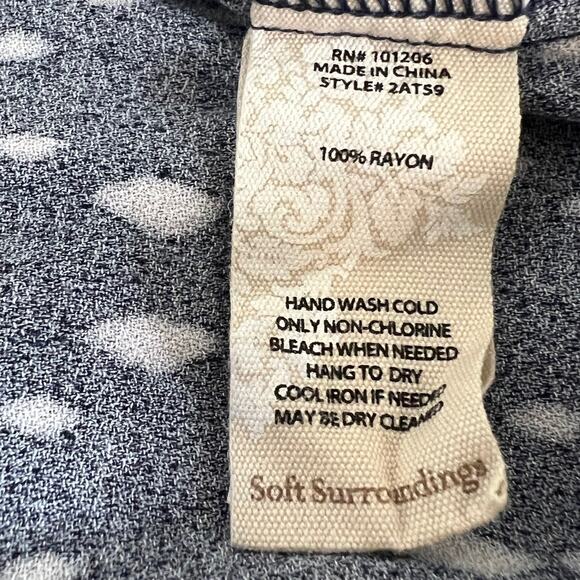 RN# 101206
MADE IN CHINA
STYLE# 2AT59
100% RAYON
HAND WASH COLD
ONLY NON-CHLORINE
BLEACH WHEN NEEDED
HANG TO DRY
COOL IRON IF NEEDED
MAY BE DRY CLEANED
Soft Surroundings